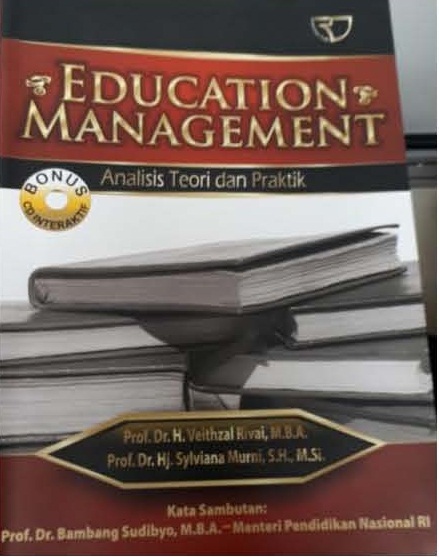 EDUCATION
MANAGEMENT
Analisis Teori dan Praktik
BONUS
CD INTERAKTIF
Prof. Dr. H. Veithzal Rivai, M.B.A.
Prof. Dr. Hj. Sylviana Murni, S.H., M.Si.
Kata Sambutan:
Prof. Dr. Bambang Sudibyo, M.B.A. – Menteri Pendidikan Nasional RI